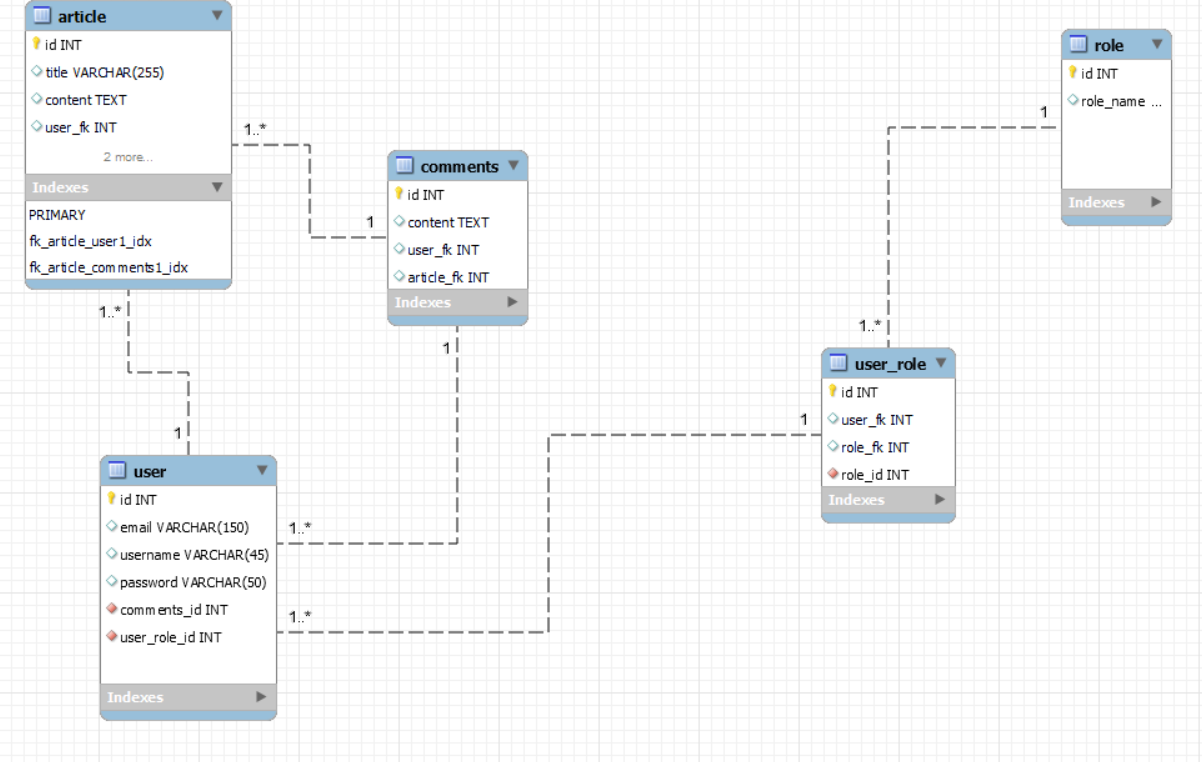 article
id INT
title VARCHAR(255)
content TEXT
user_fk INT
2 more...
Indexes
PRIMARY
fk_article_user1_idx
fk_article_comments1_idx
1..*
1
comments
id INT
content TEXT
user_fk INT
article_fk INT
Indexes
role
id INT
role_name ...
Indexes
1
1..*
user_role
id INT
user_fk INT
role_fk INT
role_id INT
Indexes
1..*
1
1
1
user
id INT
email VARCHAR(150)
username VARCHAR(45)
password VARCHAR(50)
comments_id INT
user_role_id INT
Indexes
1..*
1..*